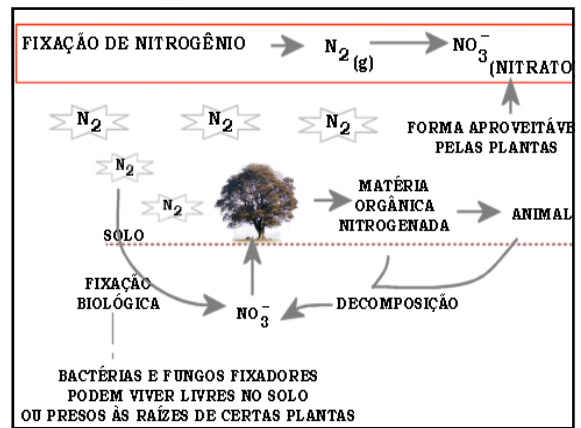 FIXAÇÃO DE NITROGÊNIO
N2 (g)
NO3−
(NITRATO)
N2
N2
N2
FORMA APROVEITÁVEL
PELAS PLANTAS
N2
N2
MATÉRIA
ORGÂNICA
NITROGENADA
ANIMAL
SOLO
FIXAÇÃO
BIOLÓGICA
NO3−
DECOMPOSIÇÃO
BACTÉRIAS E FUNGOS FIXADORES
PODEM VIVER LIVRES NO SOLO
OU PRESOS ÀS RAÍZES DE CERTAS PLANTAS